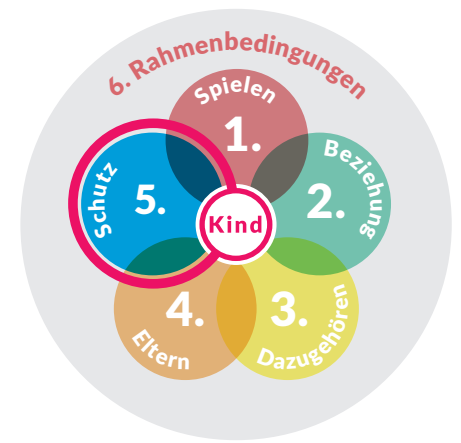 6. Rahmenbedingungen
Spielen
1.
Beziehung
2.
Dazugehören
3.
Eltern
4.
Schutz
5.
Kind